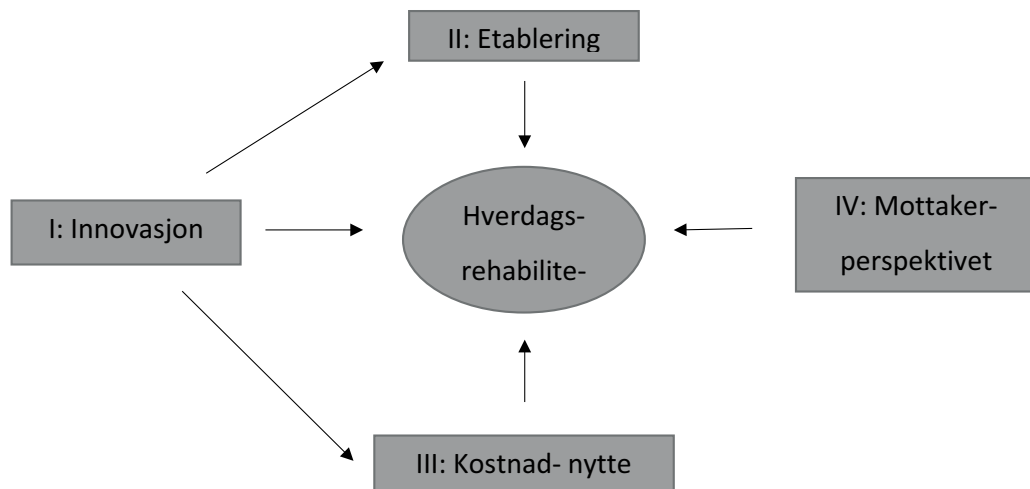 II: Etablering
I: Innovasjon
Hverdags-
rehabilite-
IV: Mottaker-
perspektivet
III: Kostnad- nytte